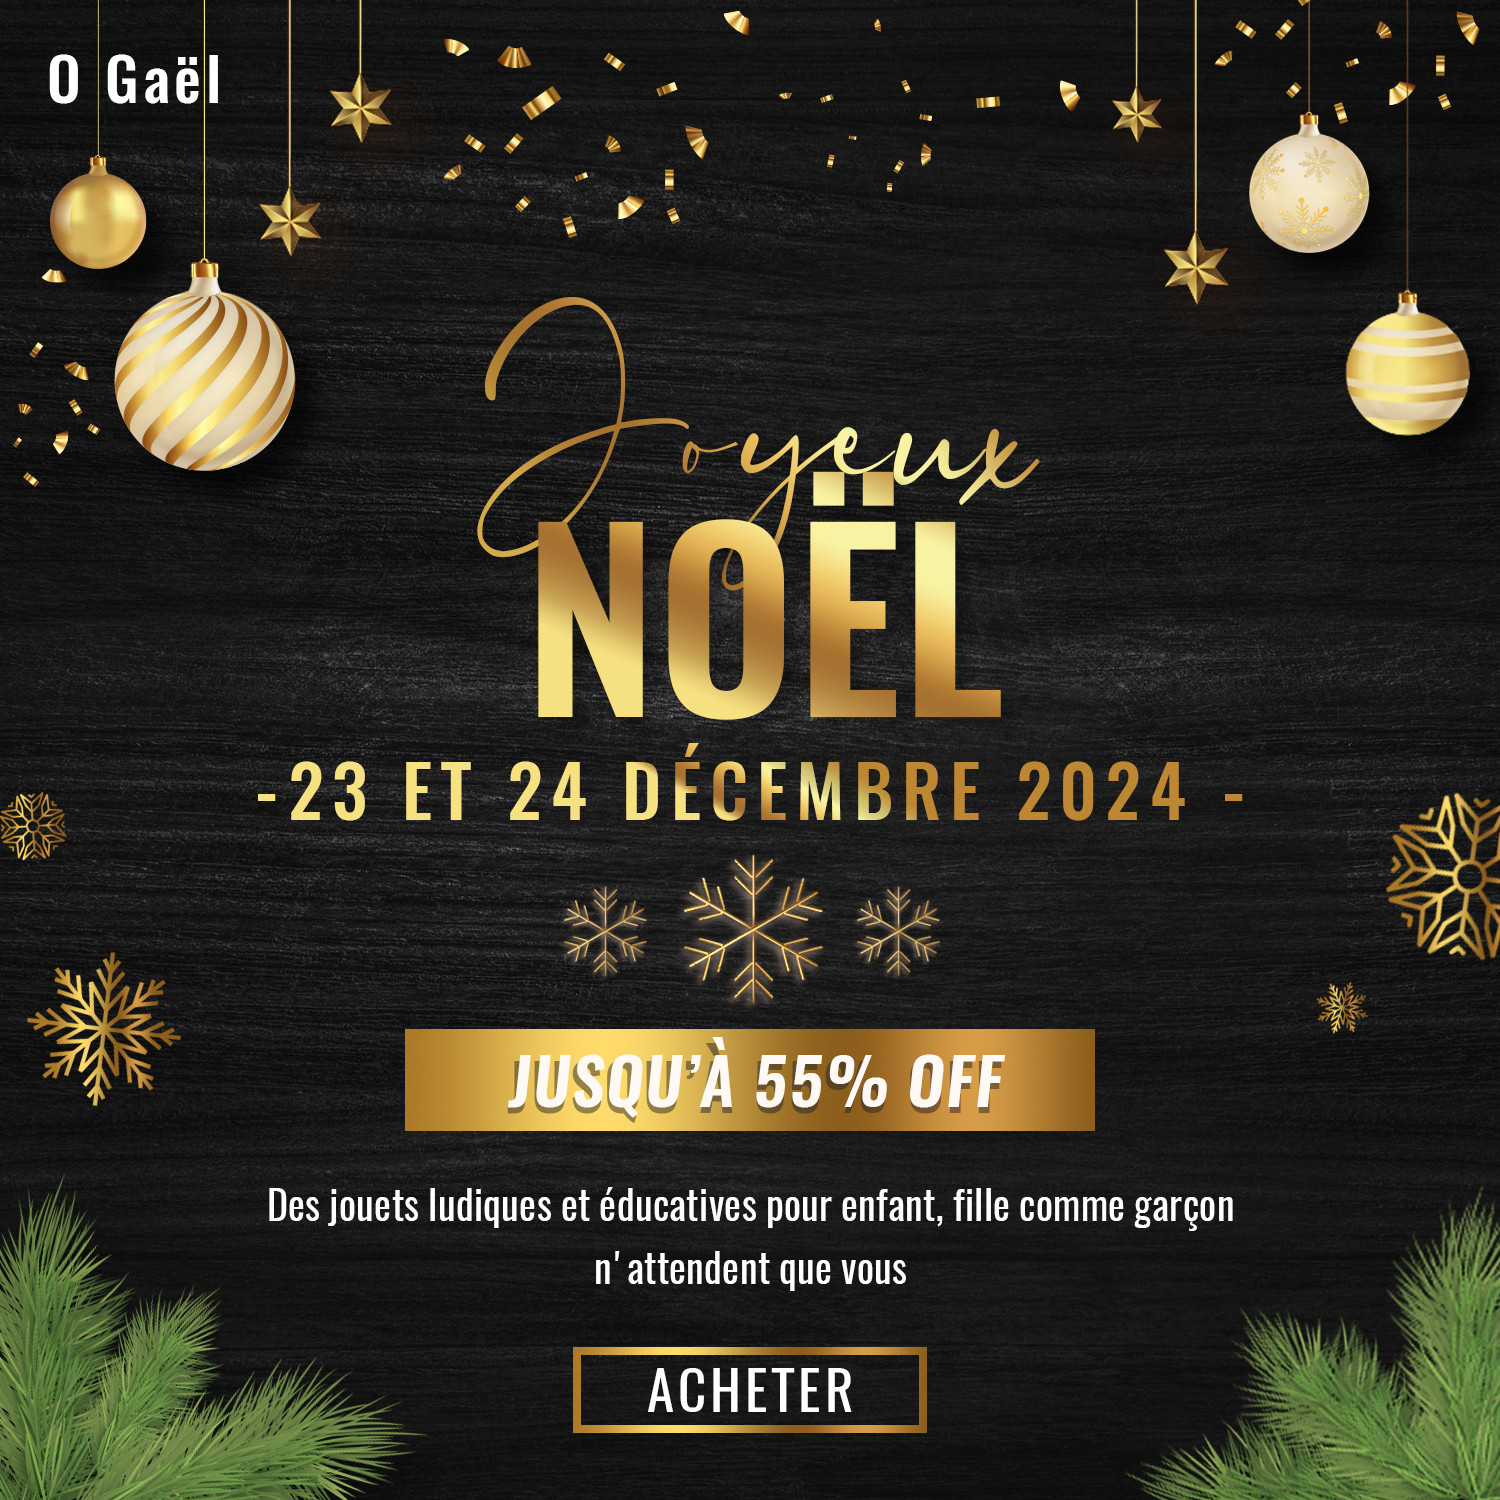 O Gaël
Joyeux
NOËL
-23 ET 24 DÉCEMBRE 2024 -
JUSQU'À 55% OFF
Des jouets ludiques et éducatives pour enfant, fille comme garçon
n'attendent que vous
ACHETER